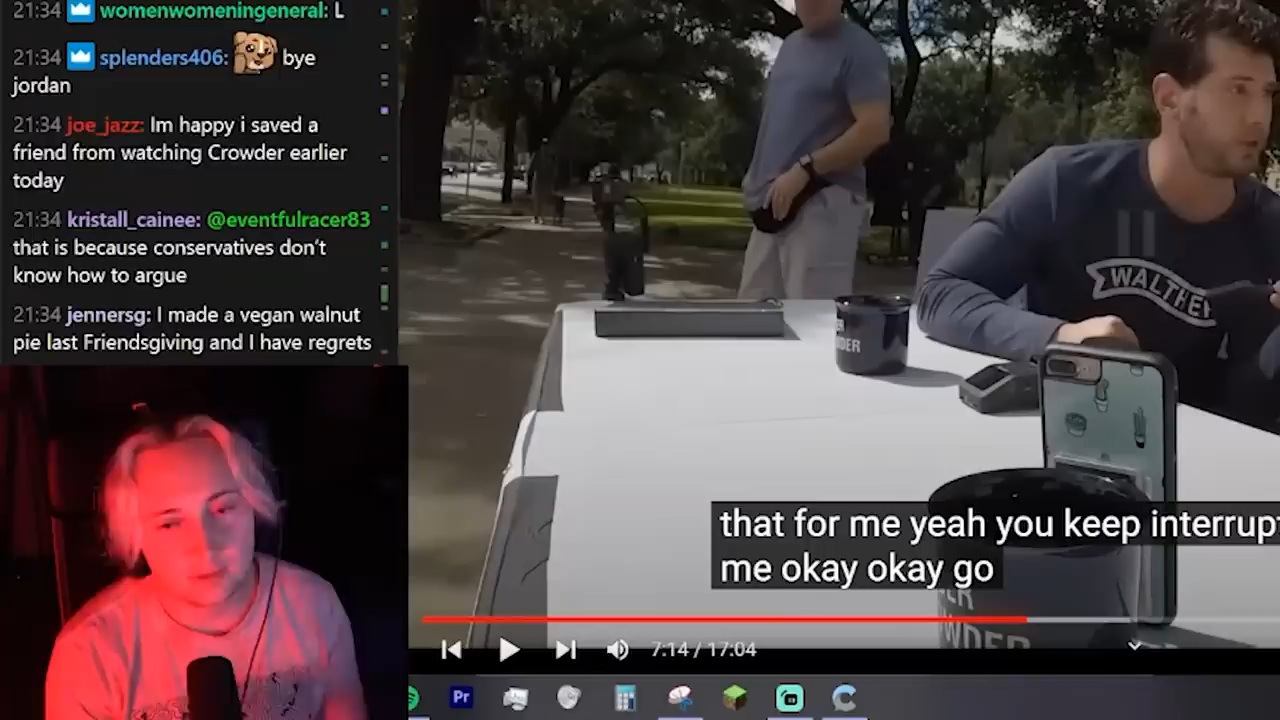 21:34 womenwomeningeneral: L
21:34 splenders406: bye
jordan
21:34 joe_jazz: Im happy i saved a
friend from watching Crowder earlier
today
21:34 kristall_cainee: @eventfulracer83
that is because conservatives don't
know how to argue
21:34 jennersg: I made a vegan walnut
pie last Friendsgiving and I have regrets
WALTHER
that for me yeah you keep interrupt
me okay okay go
7:14 / 17:04
Pr